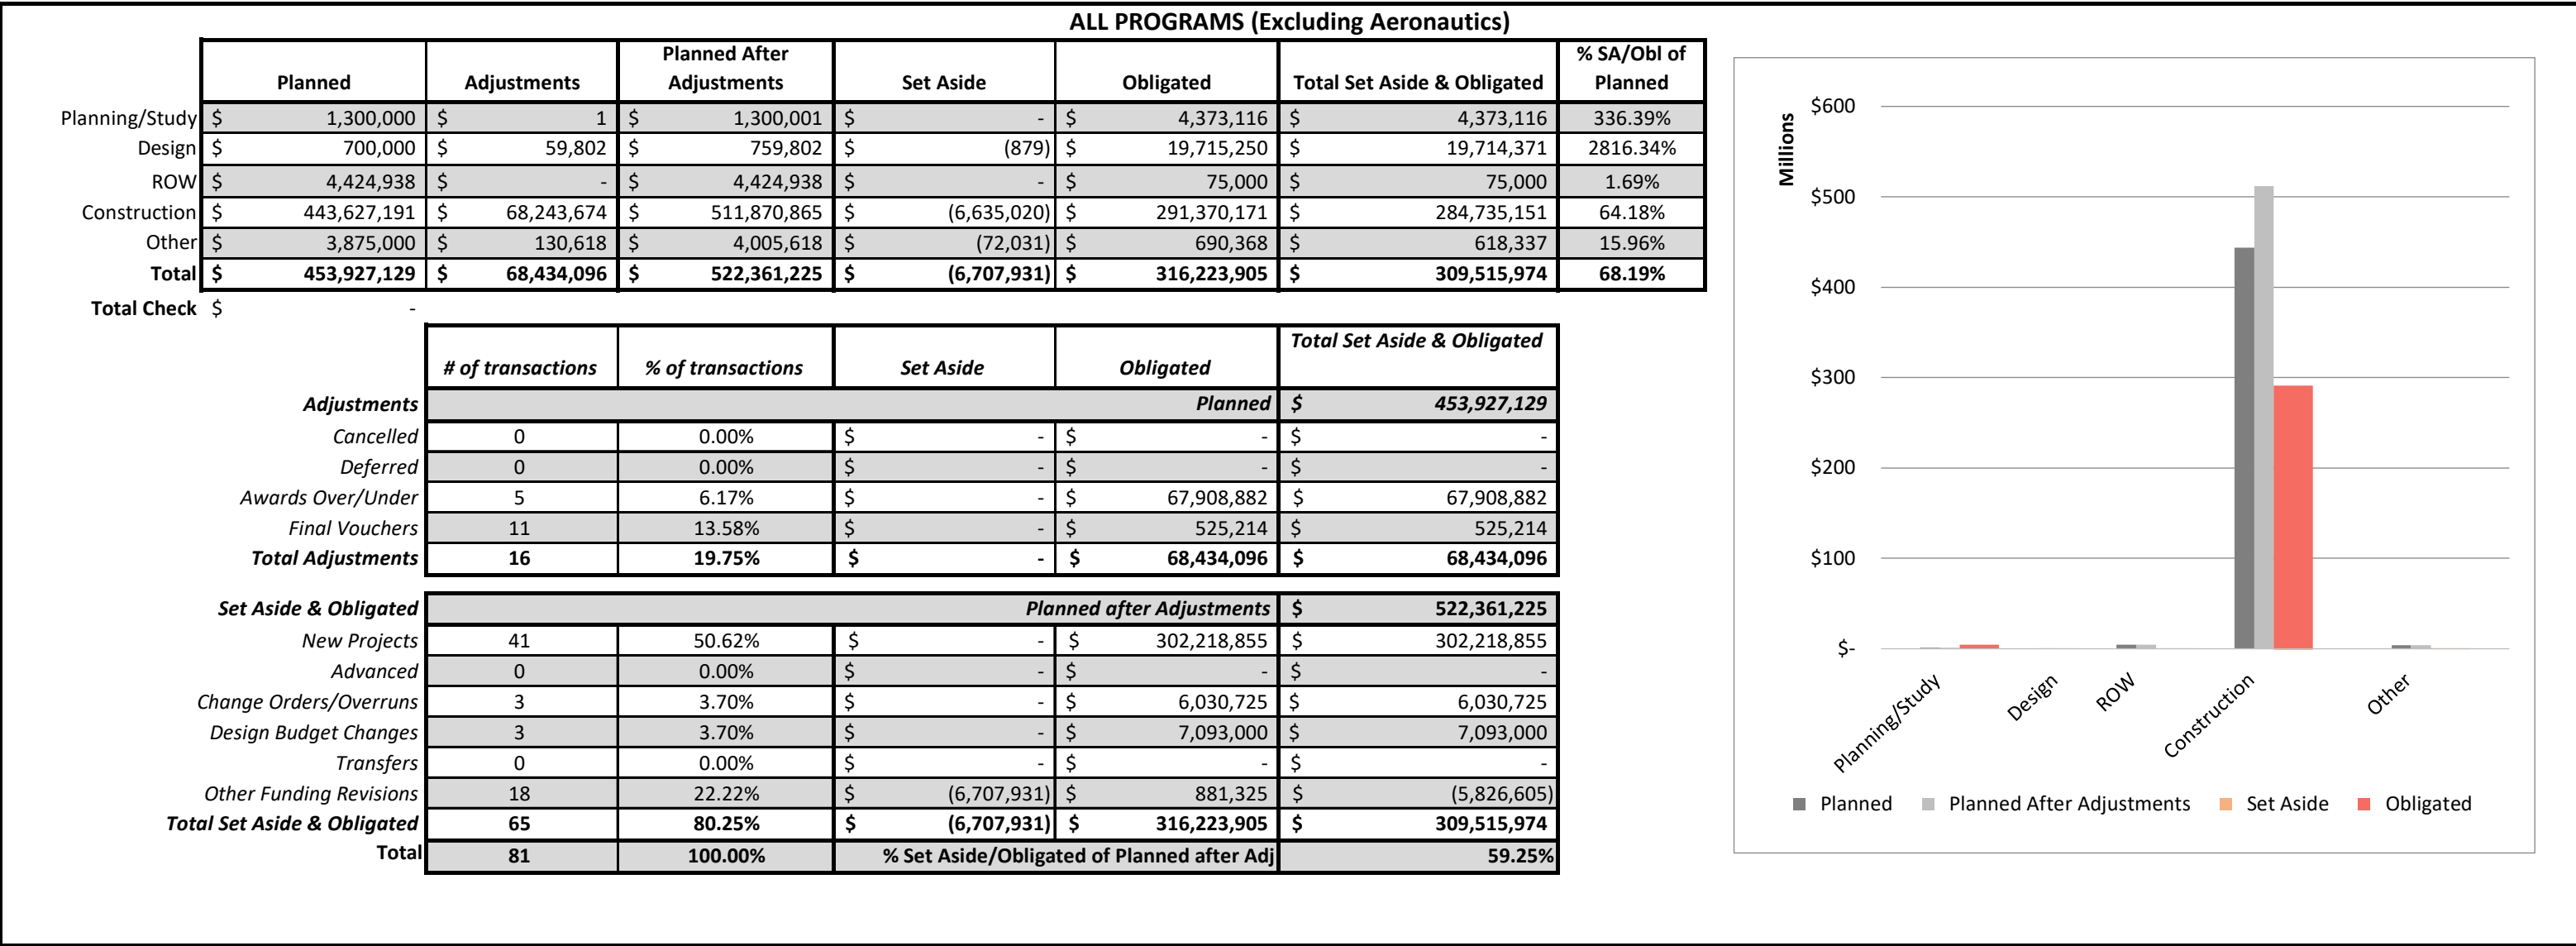 ALL PROGRAMS (Excluding Aeronautics)
Planned Adjustments Planned After Adjustments Set Aside Obligated Total Set Aside & Obligated % SA/Obl of Planned
Planning/Study $ 1,300,000 $ 1 $ 1,300,001 $ - $ 4,373,116 $ 4,373,116 336.39%
Design $ 700,000 $ 59,802 $ 759,802 $ (879) $ 19,715,250 $ 19,714,371 2816.34%
ROW $ 4,424,938 $ - $ 4,424,938 $ - $ 75,000 $ 75,000 1.69%
Construction $ 443,627,191 $ 68,243,674 $ 511,870,865 $ (6,635,020) $ 291,370,171 $ 284,735,151 64.18%
Other $ 3,875,000 $ 130,618 $ 4,005,618 $ (72,031) $ 690,368 $ 618,337 15.96%
Total $ 453,927,129 $ 68,434,096 $ 522,361,225 $ (6,707,931) $ 316,223,905 $ 309,515,974 68.19%
Total Check $ -
# of transactions % of transactions Set Aside Obligated Total Set Aside & Obligated
Adjustments Planned $ 453,927,129
Cancelled 0 0.00% $ - $ - $ -
Deferred 0 0.00% $ - $ - $ -
Awards Over/Under 5 6.17% $ - $ 67,908,882 $ 67,908,882
Final Vouchers 11 13.58% $ - $ 525,214 $ 525,214
Total Adjustments 16 19.75% $ - $ 68,434,096 $ 68,434,096
Set Aside & Obligated Planned after Adjustments $ 522,361,225
New Projects 41 50.62% $ - $ 302,218,855 $ 302,218,855
Advanced 0 0.00% $ - $ - $ -
Change Orders/Overruns 3 3.70% $ - $ 6,030,725 $ 6,030,725
Design Budget Changes 3 3.70% $ - $ 7,093,000 $ 7,093,000
Transfers 0 0.00% $ - $ - $ -
Other Funding Revisions 18 22.22% $ (6,707,931) $ 881,325 $ (5,826,605)
Total Set Aside & Obligated 65 80.25% $ (6,707,931) $ 316,223,905 $ 309,515,974
Total 81 100.00% % Set Aside/Obligated of Planned after Adj 59.25%
Millions
$600
$500
$400
$300
$200
$100
$-
Planning/Study Design ROW Construction Other
Planned Planned After Adjustments Set Aside Obligated